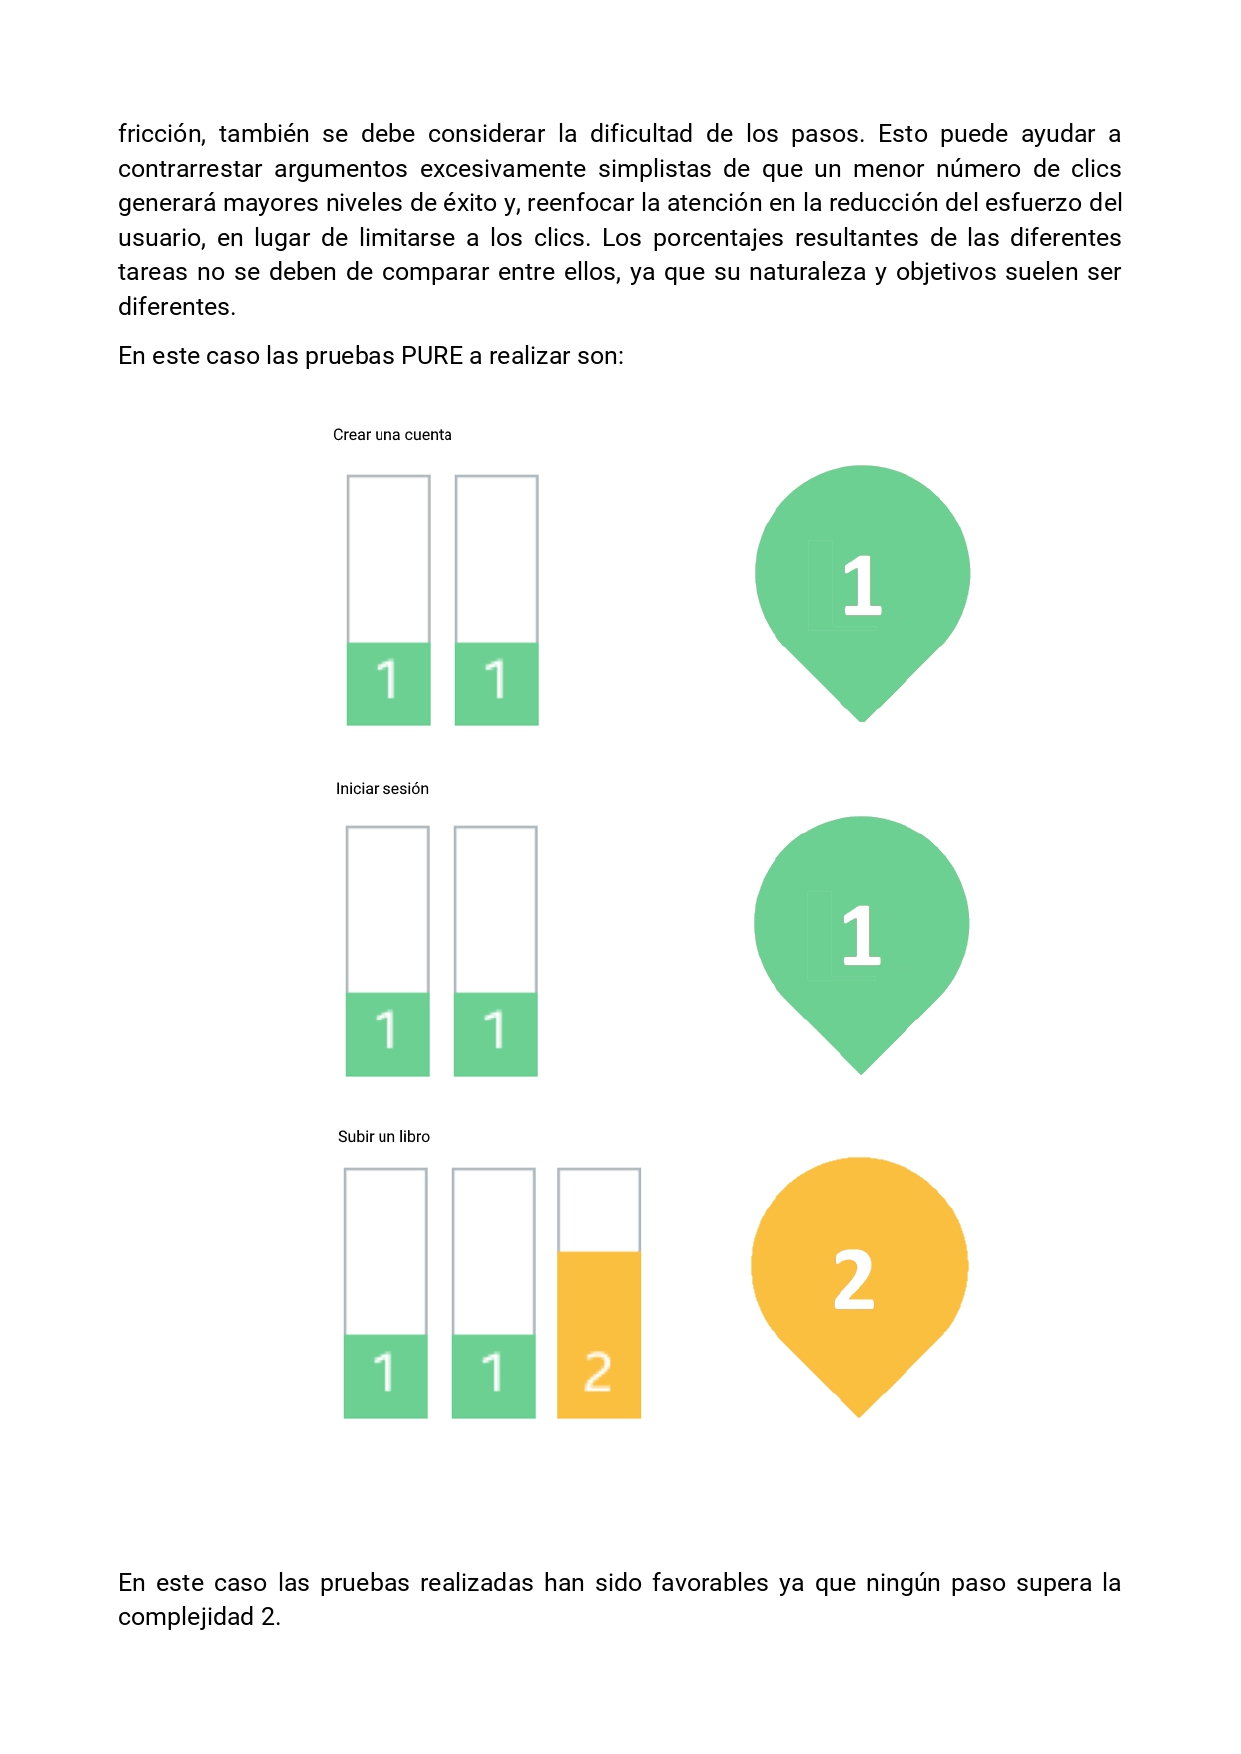 fricción, también se debe considerar la dificultad de los pasos. Esto puede ayudar a
contrarrestar argumentos excesivamente simplistas de que un menor número de clics
generará mayores niveles de éxito y, reenfocar la atención en la reducción del esfuerzo del
usuario, en lugar de limitarse a los clics. Los porcentajes resultantes de las diferentes
tareas no se deben de comparar entre ellos, ya que su naturaleza y objetivos suelen ser
diferentes.
En este caso las pruebas PURE a realizar son:
Crear una cuenta
1 1 1
Iniciar sesión
1 1 1
Subir un libro
1 1 2 2
En este caso las pruebas realizadas han sido favorables ya que ningún paso supera la
complejidad 2.